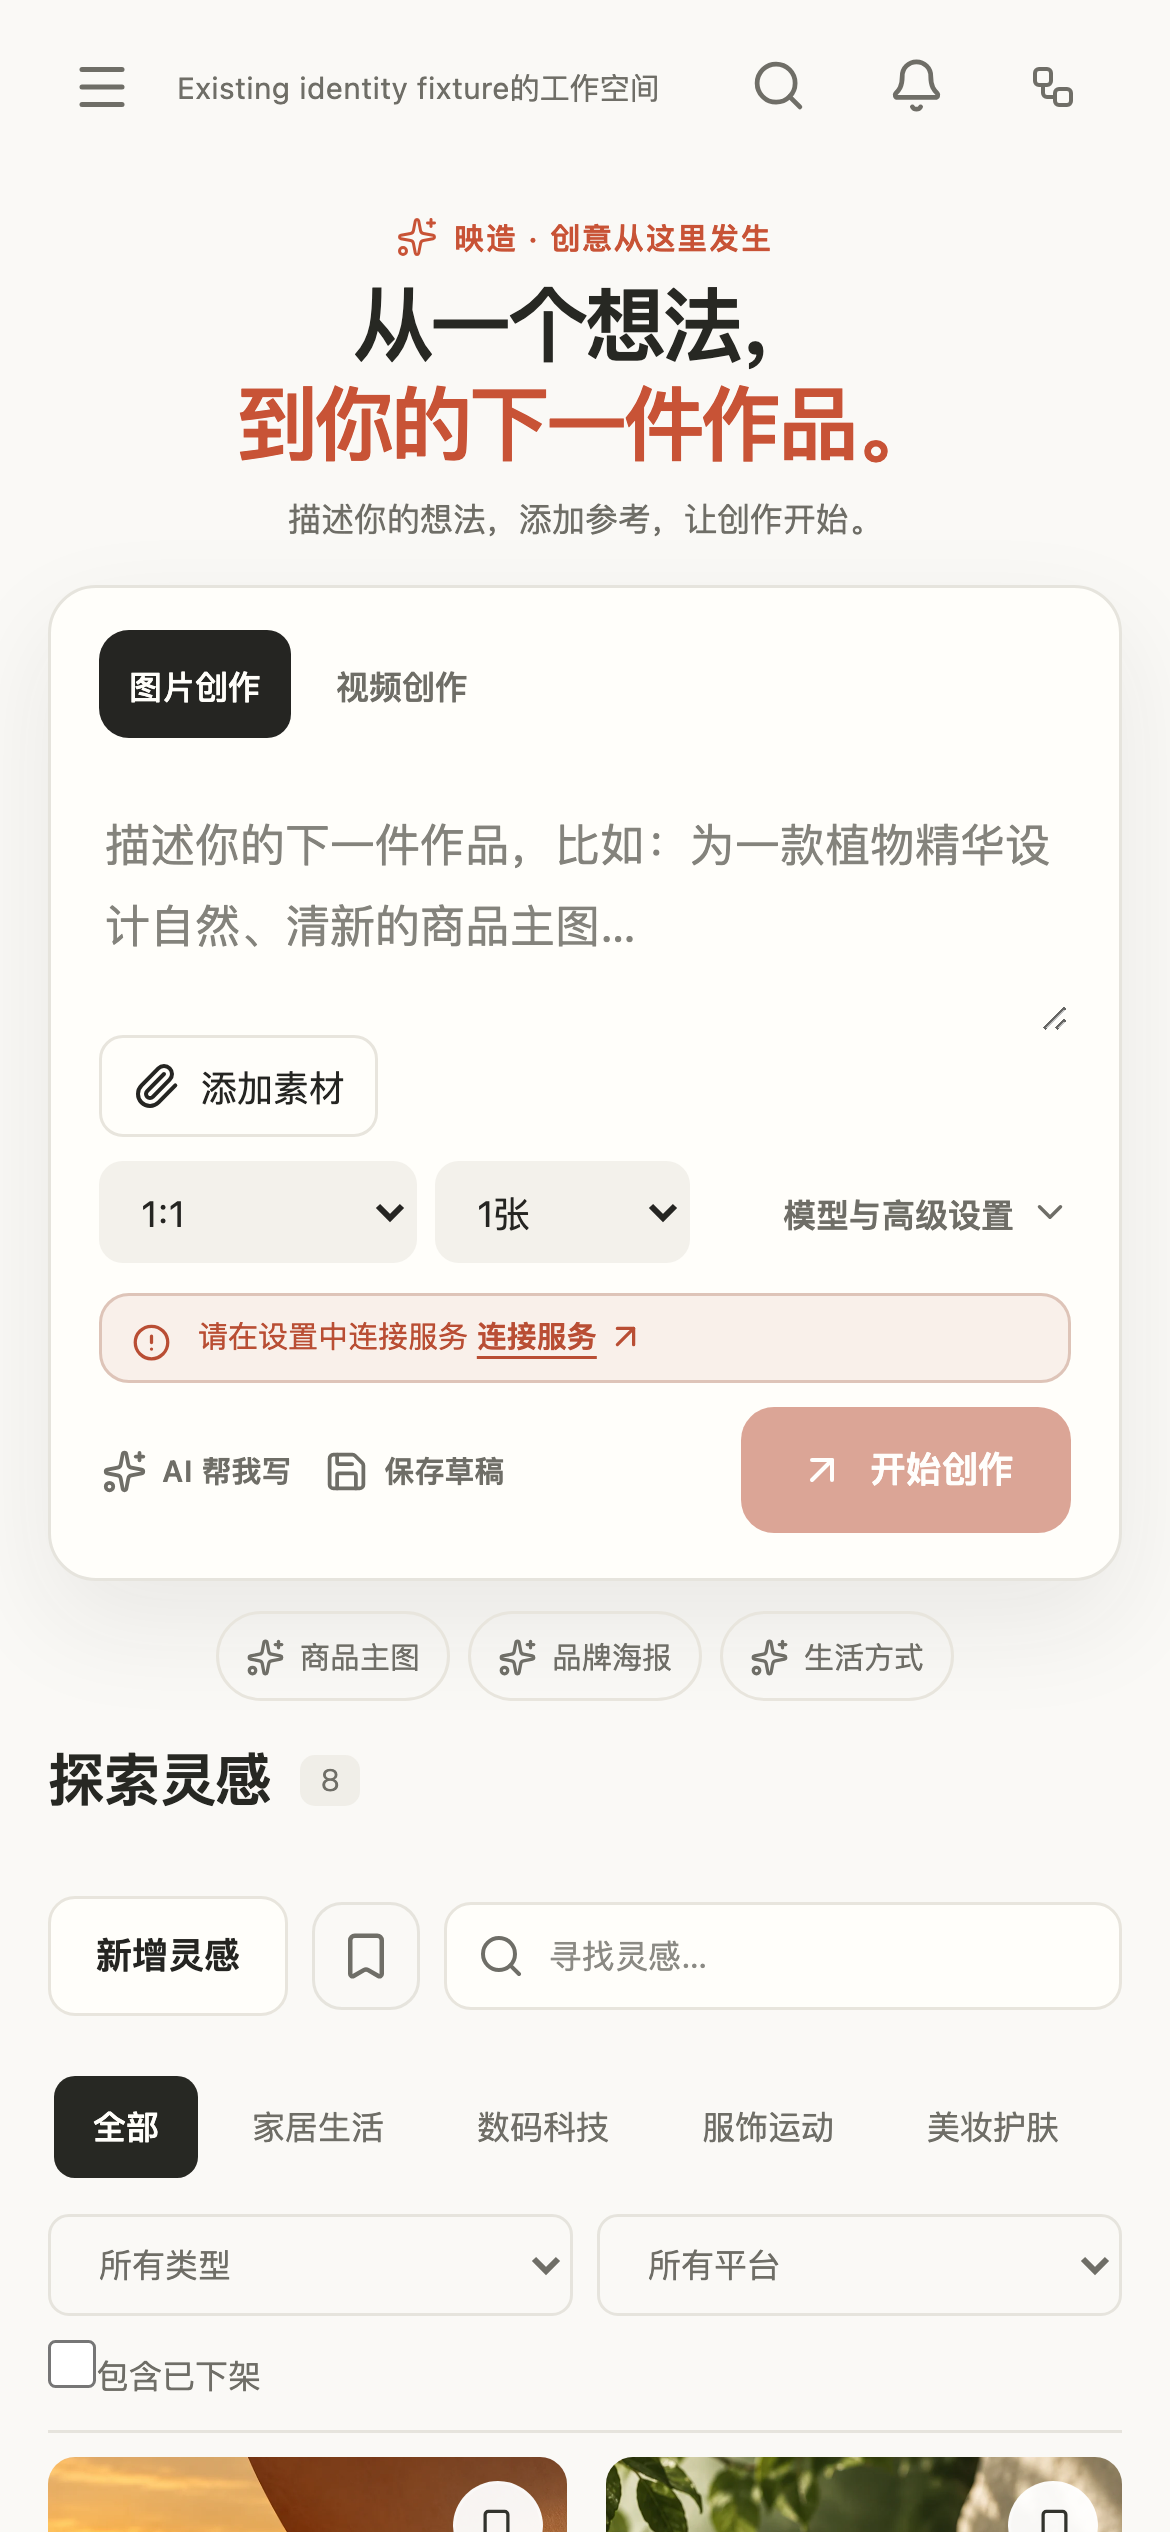 Existing identity fixture的工作空间
映造 · 创意从这里发生
从一个想法，
到你的下一件作品。
描述你的想法，添加参考，让创作开始。
图片创作 视频创作
描述你的下一件作品，比如：为一款植物精华设
计自然、清新的商品主图...
添加素材
1:1 1张 模型与高级设置
请在设置中连接服务 连接服务
AI 帮我写 保存草稿 开始创作
商品主图 品牌海报 生活方式
探索灵感 8
新增灵感 寻找灵感...
全部 家居生活 数码科技 服饰运动 美妆护肤
所有类型 所有平台
包含已下架